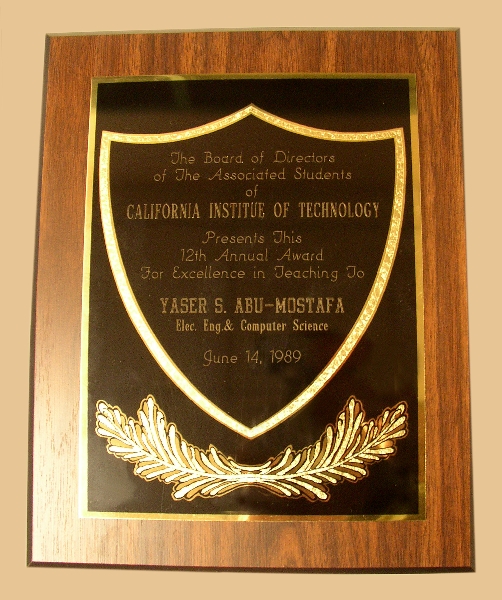 The Board of Directors
of The Associated Students
of
CALIFORNIA INSTITUE OF TECHNOLOGY
Presents This
12th Annual Award
For Excellence in Teaching To
YASER S. ABU-MOSTAFA
Elec. Eng.& Computer Science
June 14, 1989